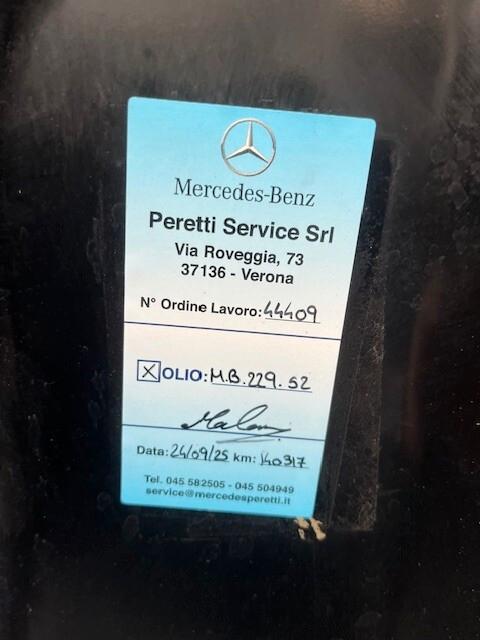 Mercedes-Benz
Peretti Service Srl
Via Roveggia, 73
37136 - Verona
N° Ordine Lavoro: 44409
OLIO: M.B. 229.52
Data: 24/09/25 km: 140317
Tel. 045 582505 - 045 504949
service@mercedesperetti.it